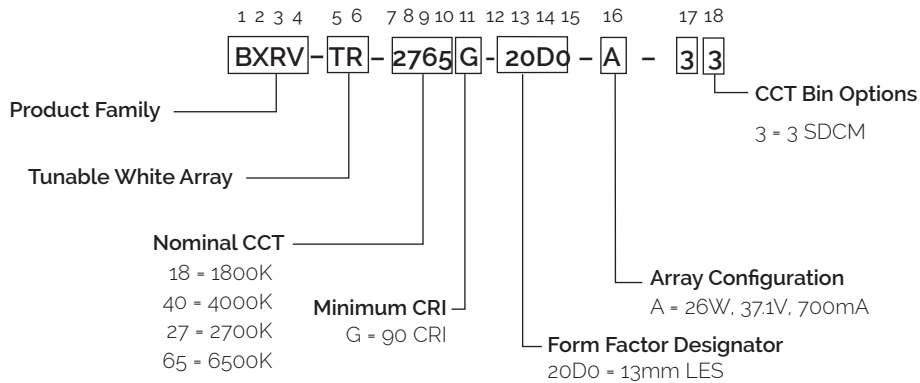 1 2 3 4 5 6 7 8 9 10 11 12 13 14 15 16 17 18
BXRV – TR – 2765 G - 20D0 – A – 3 3
Product Family
CCT Bin Options
3 = 3 SDCM
Tunable White Array
Nominal CCT
18 = 1800K
40 = 4000K
27 = 2700K
65 = 6500K
Minimum CRI
G = 90 CRI
Array Configuration
A = 26W, 37.1V, 700mA
Form Factor Designator
20D0 = 13mm LES